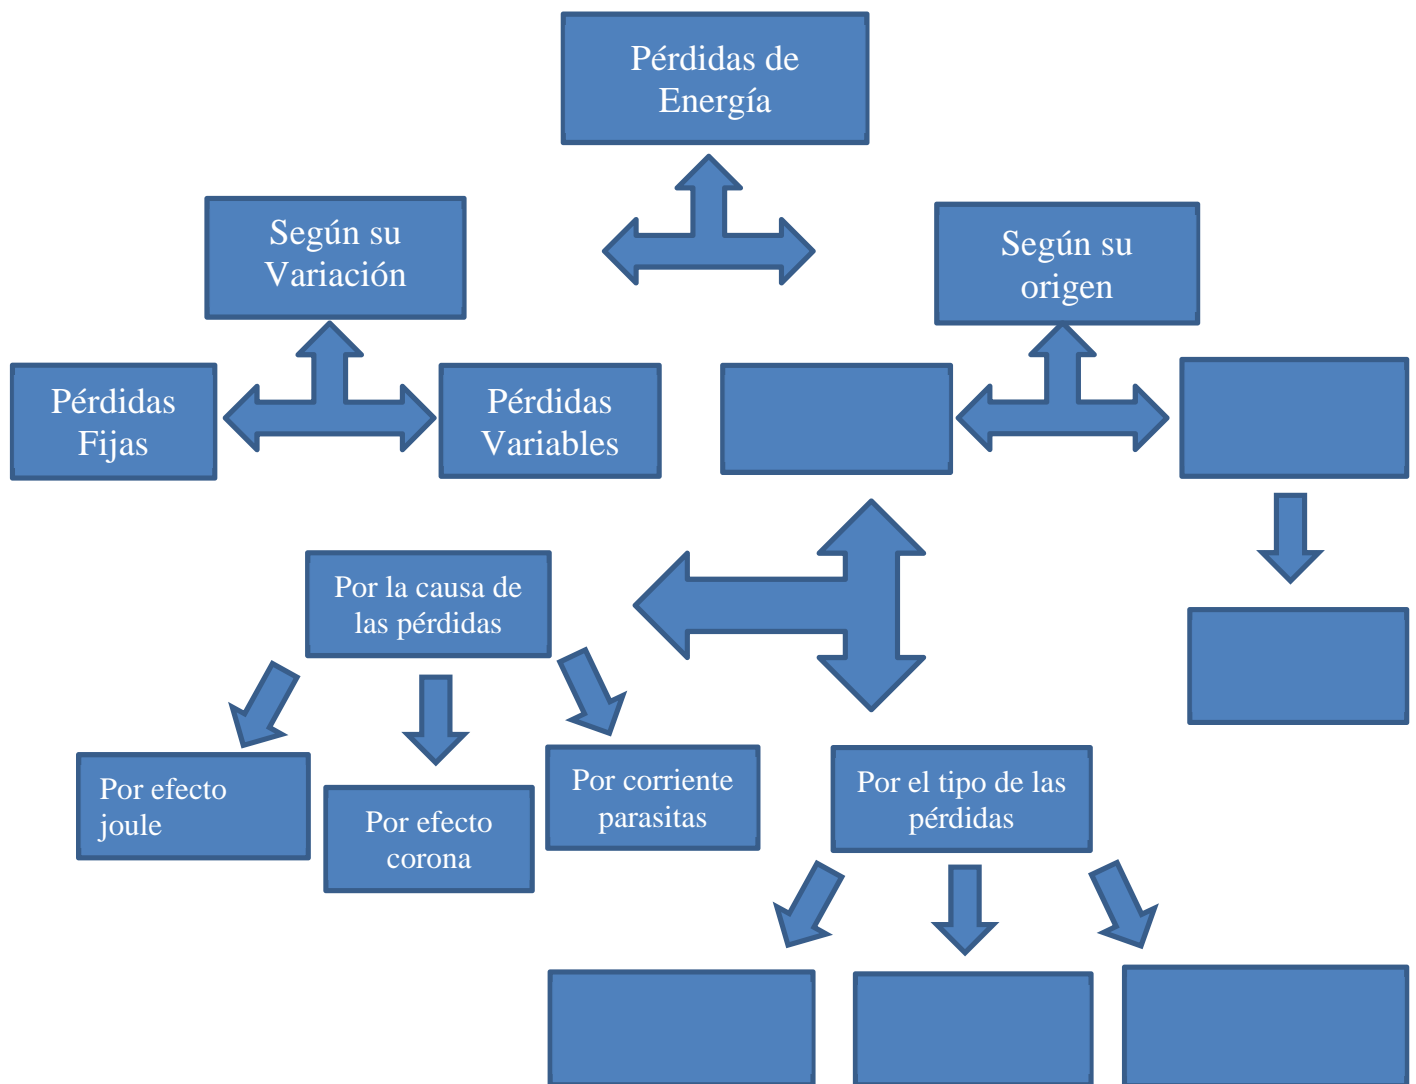 Pérdidas de
Energía
Según su
Variación
Según su
origen
Pérdidas
Fijas
Pérdidas
Variables
Por la causa de
las pérdidas
Por efecto
joule
Por efecto
corona
Por corriente
parasitas
Por el tipo de las
pérdidas